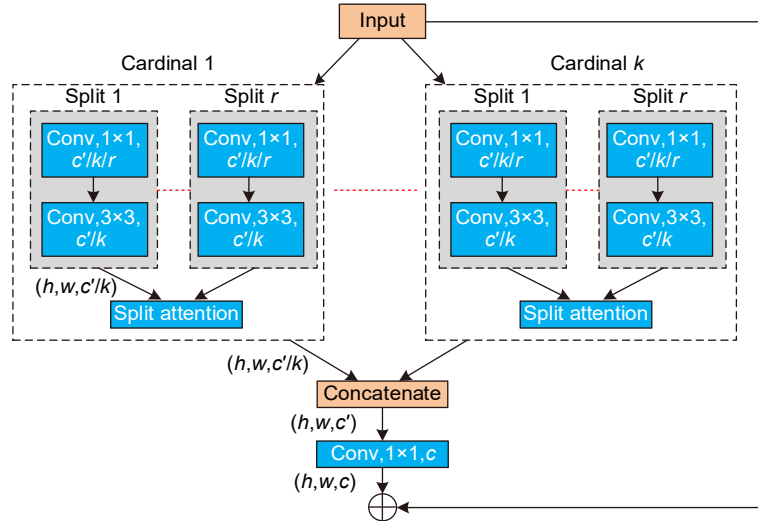 Input
Cardinal 1
Cardinal k
Split 1
Split r
Split 1
Split r
Conv,1×1,
c′/k/r
Conv,1×1,
c′/k/r
Conv,1×1,
c′/k/r
Conv,1×1,
c′/k/r
Conv,3×3,
c′/k
Conv,3×3,
c′/k
Conv,3×3,
c′/k
Conv,3×3,
c′/k
(h,w,c′/k)
Split attention
Split attention
(h,w,c′/k)
Concatenate
(h,w,c′)
Conv,1×1,c
(h,w,c)